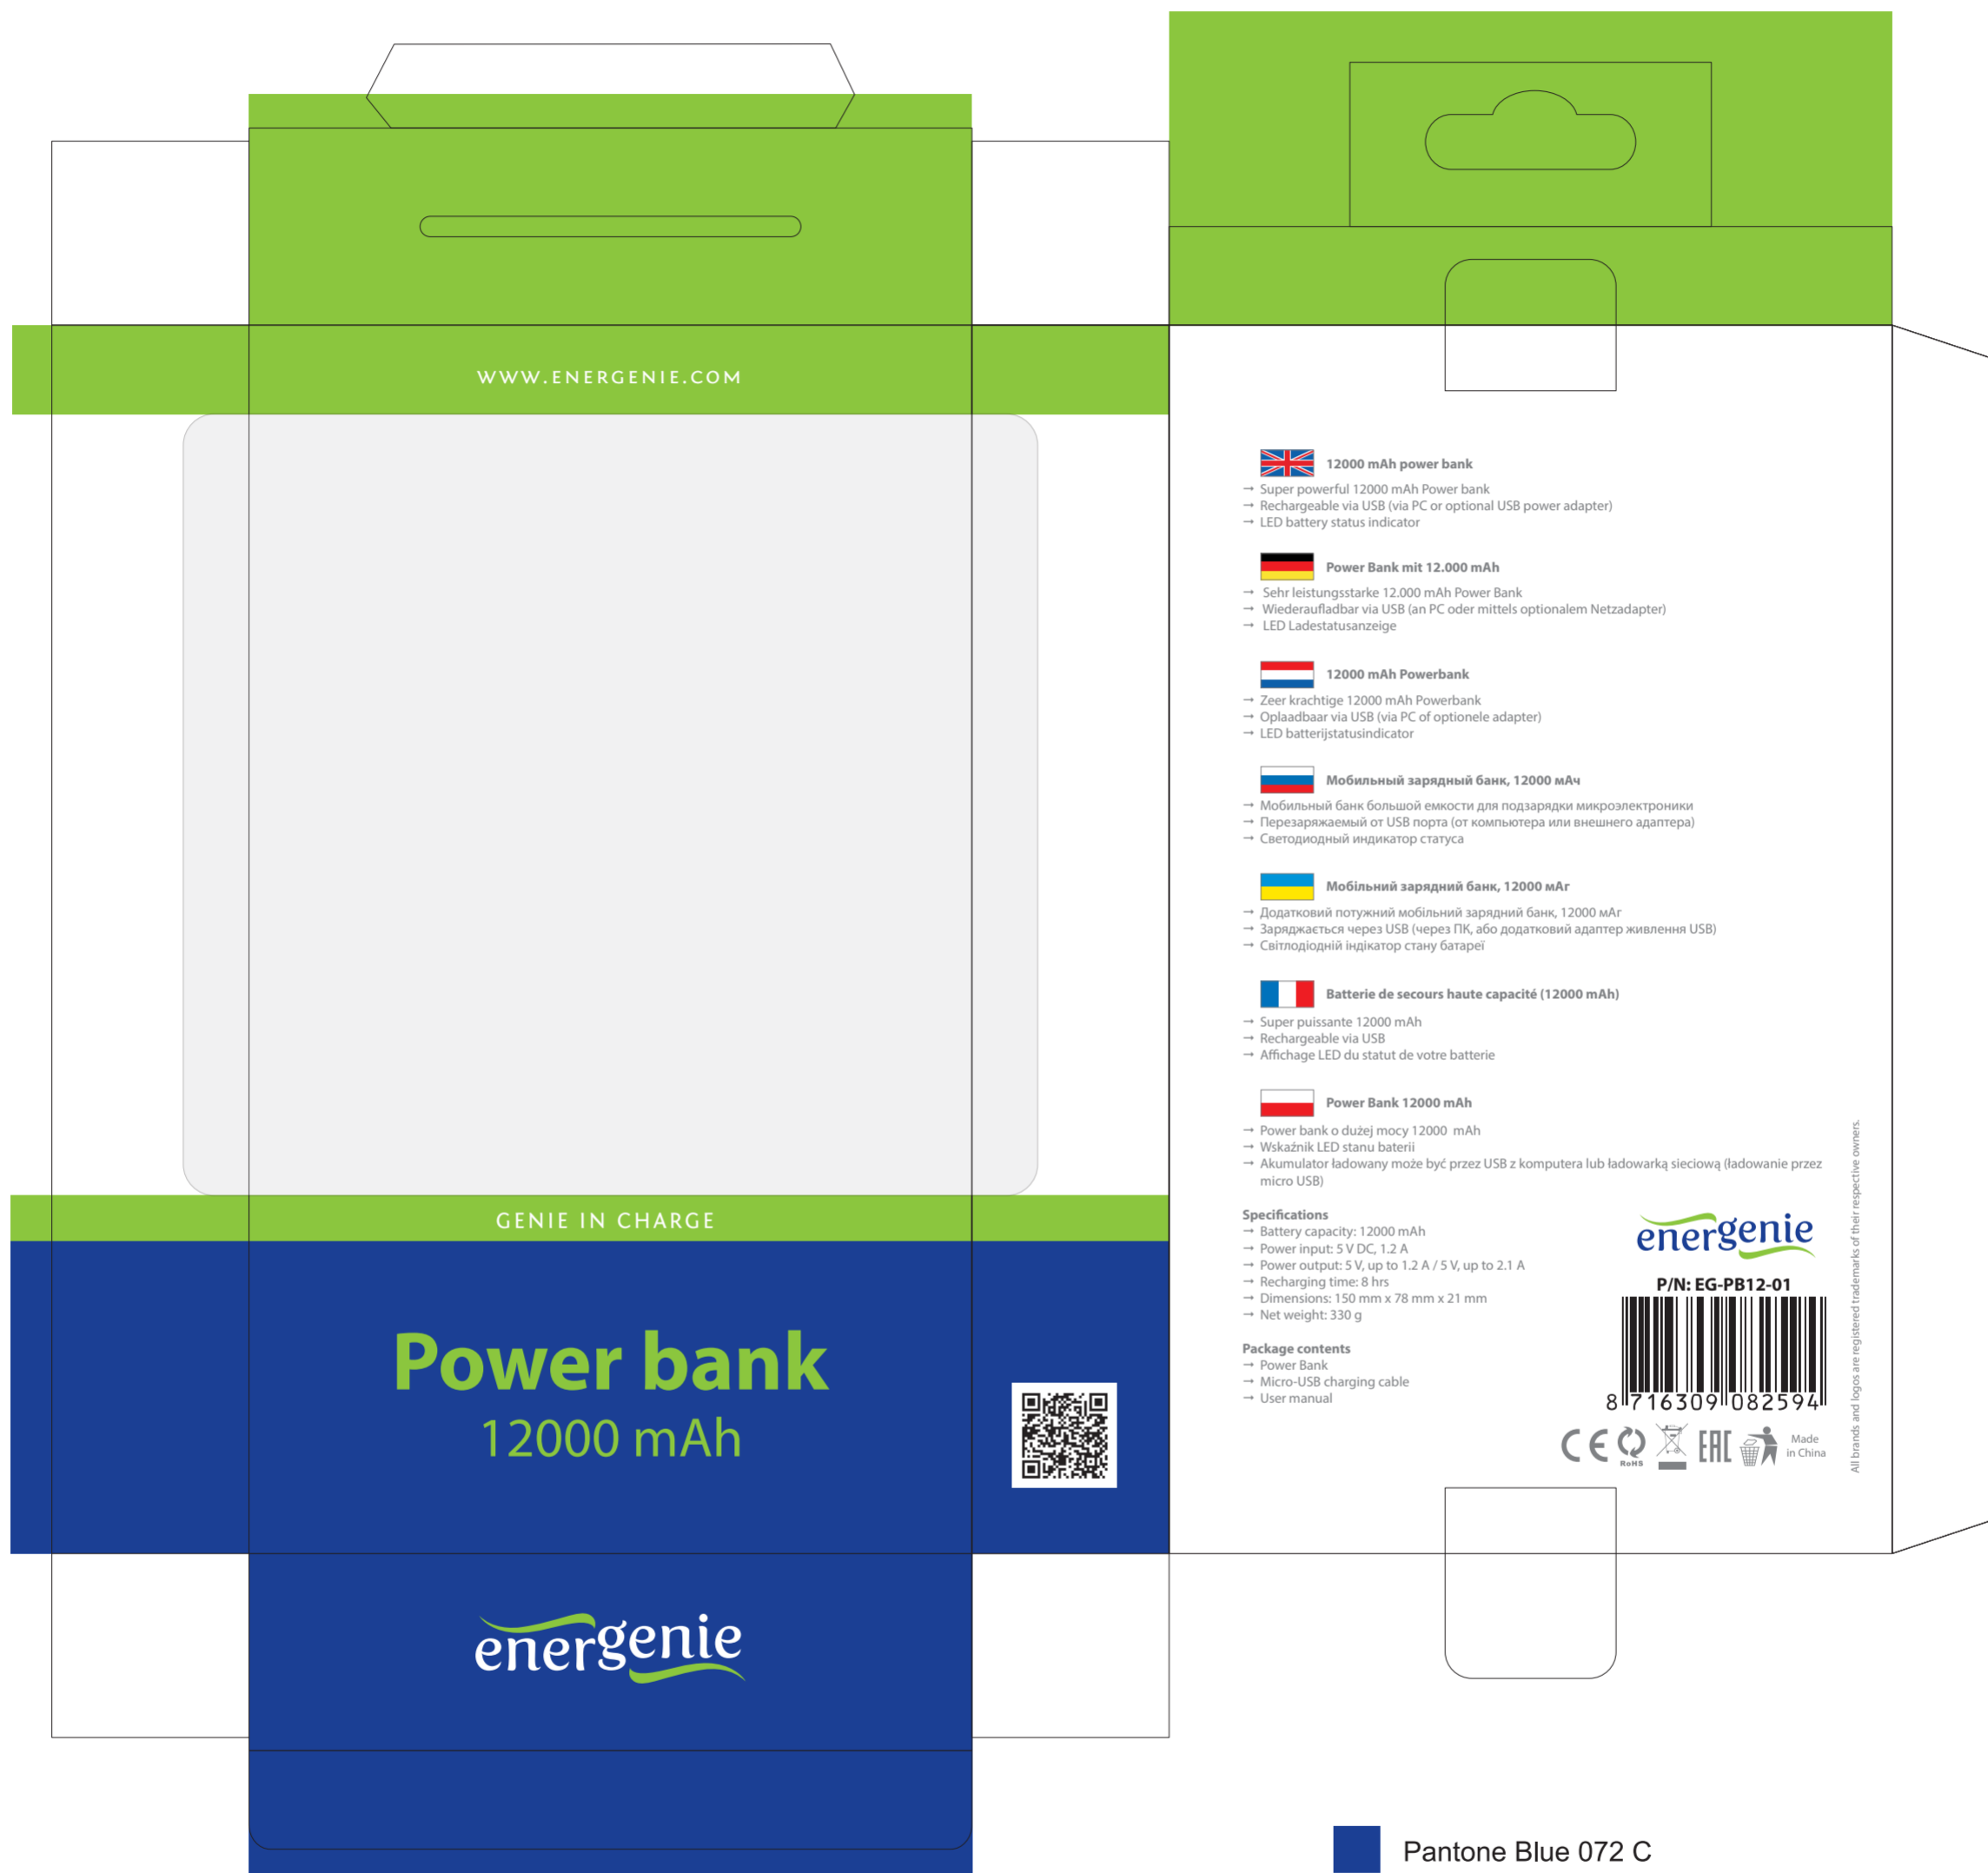 WWW.ENERGENIE.COM
GENIE IN CHARGE
Power bank
12000 mAh
energenie
12000 mAh power bank
→ Super powerful 12000 mAh Power bank
→ Rechargeable via USB (via PC or optional USB power adapter)
→ LED battery status indicator
Power Bank mit 12.000 mAh
→ Sehr leistungsstarke 12.000 mAh Power Bank
→ Wiederaufladbar via USB (an PC oder mittels optionalem Netzadapter)
→ LED Ladestatusanzeige
12000 mAh Powerbank
→ Zeer krachtige 12000 mAh Powerbank
→ Oplaadbaar via USB (via PC of optionele adapter)
→ LED batterijstatusindicator
Мобильный зарядный банк, 12000 мАч
→ Мобильный банк большой емкости для подзарядки микроэлектроники
→ Перезаряжаемый от USB порта (от компьютера или внешнего адаптера)
→ Светодиодный индикатор статуса
Мобільний зарядний банк, 12000 мАг
→ Додатковий потужний мобільний зарядний банк, 12000 мАг
→ Заряджається через USB (через ПК, або додатковий адаптер живлення USB)
→ Світлодіодній індікатор стану батареї
Batterie de secours haute capacité (12000 mAh)
→ Super puissante 12000 mAh
→ Rechargeable via USB
→ Affichage LED du statut de votre batterie
Power Bank 12000 mAh
→ Power bank o dużej mocy 12000 mAh
→ Wskaźnik LED stanu baterii
→ Akumulator ładowany może być przez USB z komputera lub ładowarką sieciową (ładowanie przez
micro USB)
Specifications
→ Battery capacity: 12000 mAh
→ Power input: 5 V DC, 1.2 A
→ Power output: 5 V, up to 1.2 A / 5 V, up to 2.1 A
→ Recharging time: 8 hrs
→ Dimensions: 150 mm x 78 mm x 21 mm
→ Net weight: 330 g
Package contents
→ Power Bank
→ Micro-USB charging cable
→ User manual
energenie
P/N: EG-PB12-01
8 716309 082594
CE RoHS EAC
Made
in China
All brands and logos are registered trademarks of their respective owners.
Pantone Blue 072 C